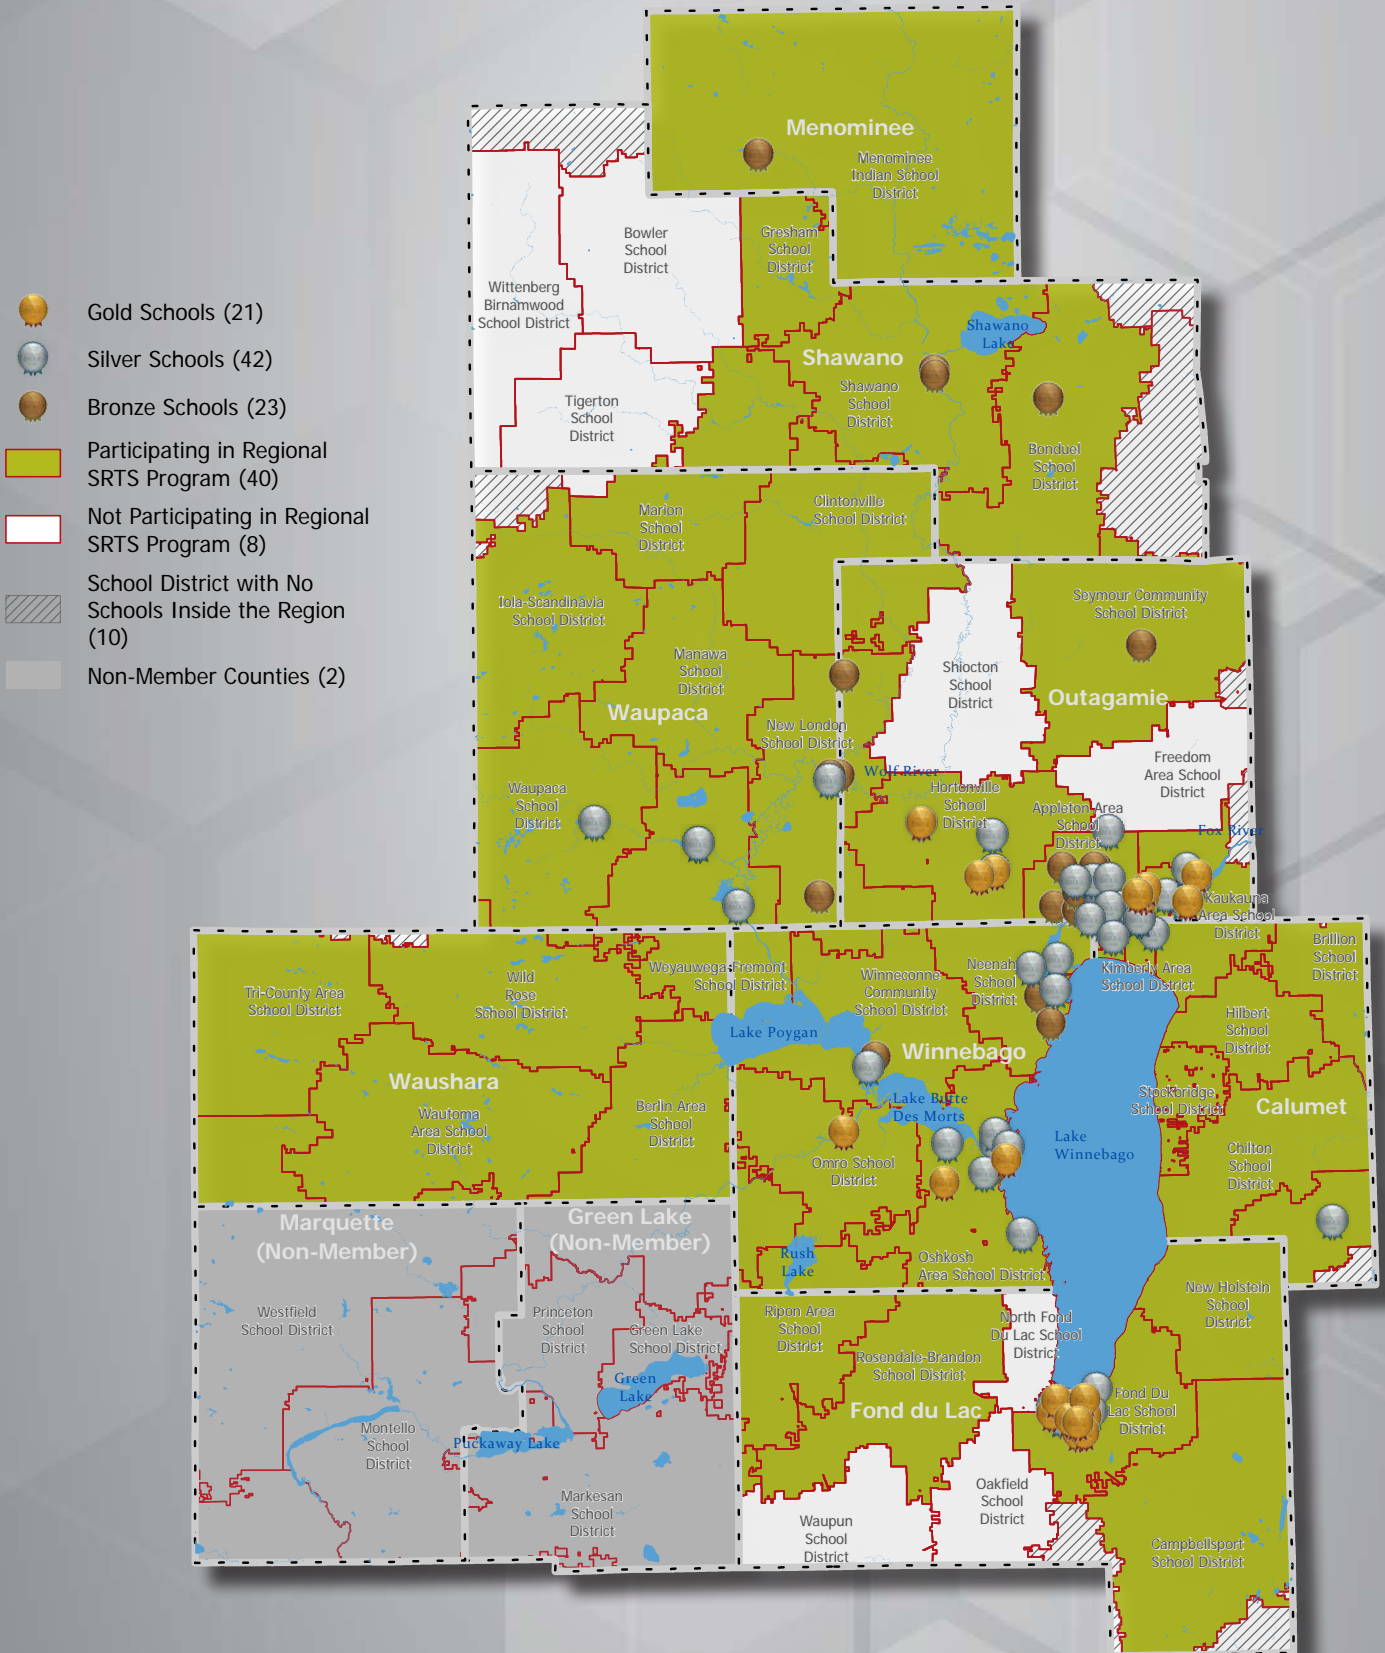 Gold Schools (21)
Silver Schools (42)
Bronze Schools (23)
Participating in Regional
SRTS Program (40)
Not Participating in Regional
SRTS Program (8)
School District with No
Schools Inside the Region
(10)
Non-Member Counties (2)
Menominee
Menominee
Indian School
District
Bowler
School
District
Gresham
School
District
Wittenberg
Birnamwood
School District
Shawano
Lake
Shawano
Shawano
School
District
Tigerton
School
District
Bonduel
School
District
Marion
School
District
Clintonville
School District
Iola-Scandinavia
School District
Seymour Community
School District
Manawa
School
District
Shiocton
School
District
Outagamie
Waupaca
New London
School District
Wolf River
Freedom
Area School
District
Waupaca
School
District
Hortonville
School
District
Appleton Area
School
District
Fox River
Kaukauna
Area School
District
Brillion
School
District
Weyauwega-Fremont
School District
Winneconne
Community
School District
Neenah
School
District
Kimberly Area
School District
Tri-County Area
School District
Wild
Rose
School District
Hilbert
School
District
Lake Poygan
Winnebago
Waushara
Stockbridge
School District
Calumet
Lake Butte
Des Morts
Wautoma
Area School
District
Berlin Area
School
District
Lake
Winnebago
Omro School
District
Chilton
School
District
Marquette
(Non-Member)
Green Lake
(Non-Member)
Rush
Lake
Oshkosh
Area School District
New Holstein
School
District
Westfield
School District
Princeton
School
District
Green Lake
School District
Ripon Area
School
District
North Fond
Du Lac School
District
Rosendale-Brandon
School District
Green
Lake
Fond du Lac
Fond Du
Lac School
District
Montello
School
District
Puckaway Lake
Markesan
School
District
Oakfield
School
District
Waupun
School
District
Campbellsport
School District